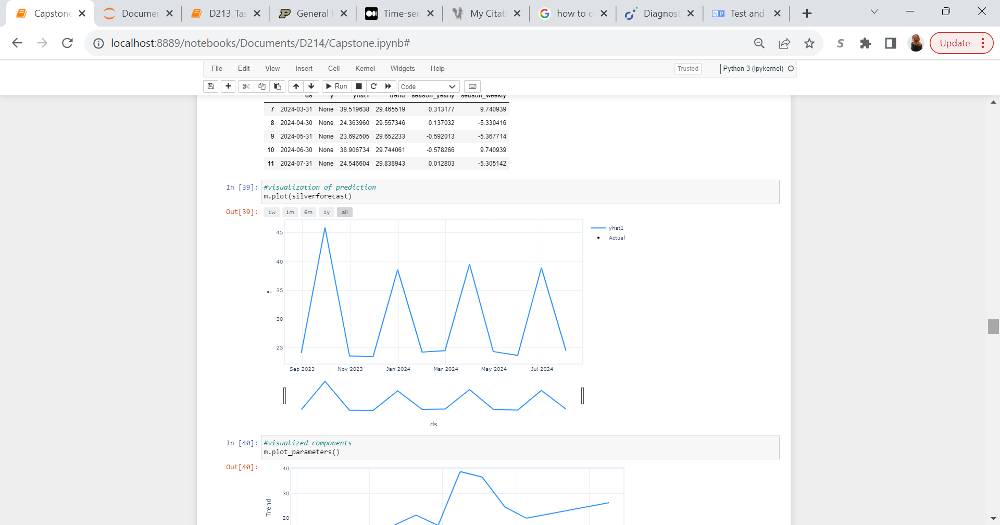 Capstone
Documen
D213_Tas
General
Time-ser
My Citati
how to c
Diagnost
Test and
localhost:8889/notebooks/Documents/D214/Capstone.ipynb#
Update
File Edit View Insert Cell Kernel Widgets Help
Trusted
Python 3 (ipykernel)
Run
Code
ds y yhat1 trend season_yearly season_weekly
7 2024-03-31 None 39.519638 29.465519 0.313177 9.740939
8 2024-04-30 None 24.363960 29.557346 0.137032 -5.330416
9 2024-05-31 None 23.692505 29.652233 -0.592013 -5.367714
10 2024-06-30 None 38.906734 29.744061 -0.578266 9.740939
11 2024-07-31 None 24.546604 29.838943 0.012803 -5.305142
In [39]: #visualization of prediction
m.plot(silverforecast)
Out[39]:
1w 1m 6m 1y all
yhat1
Actual
45
40
35
30
25
y
Sep 2023 Nov 2023 Jan 2024 Mar 2024 May 2024 Jul 2024
ds
In [40]: #visualized components
m.plot_parameters()
Out[40]:
40
30
20
Trend